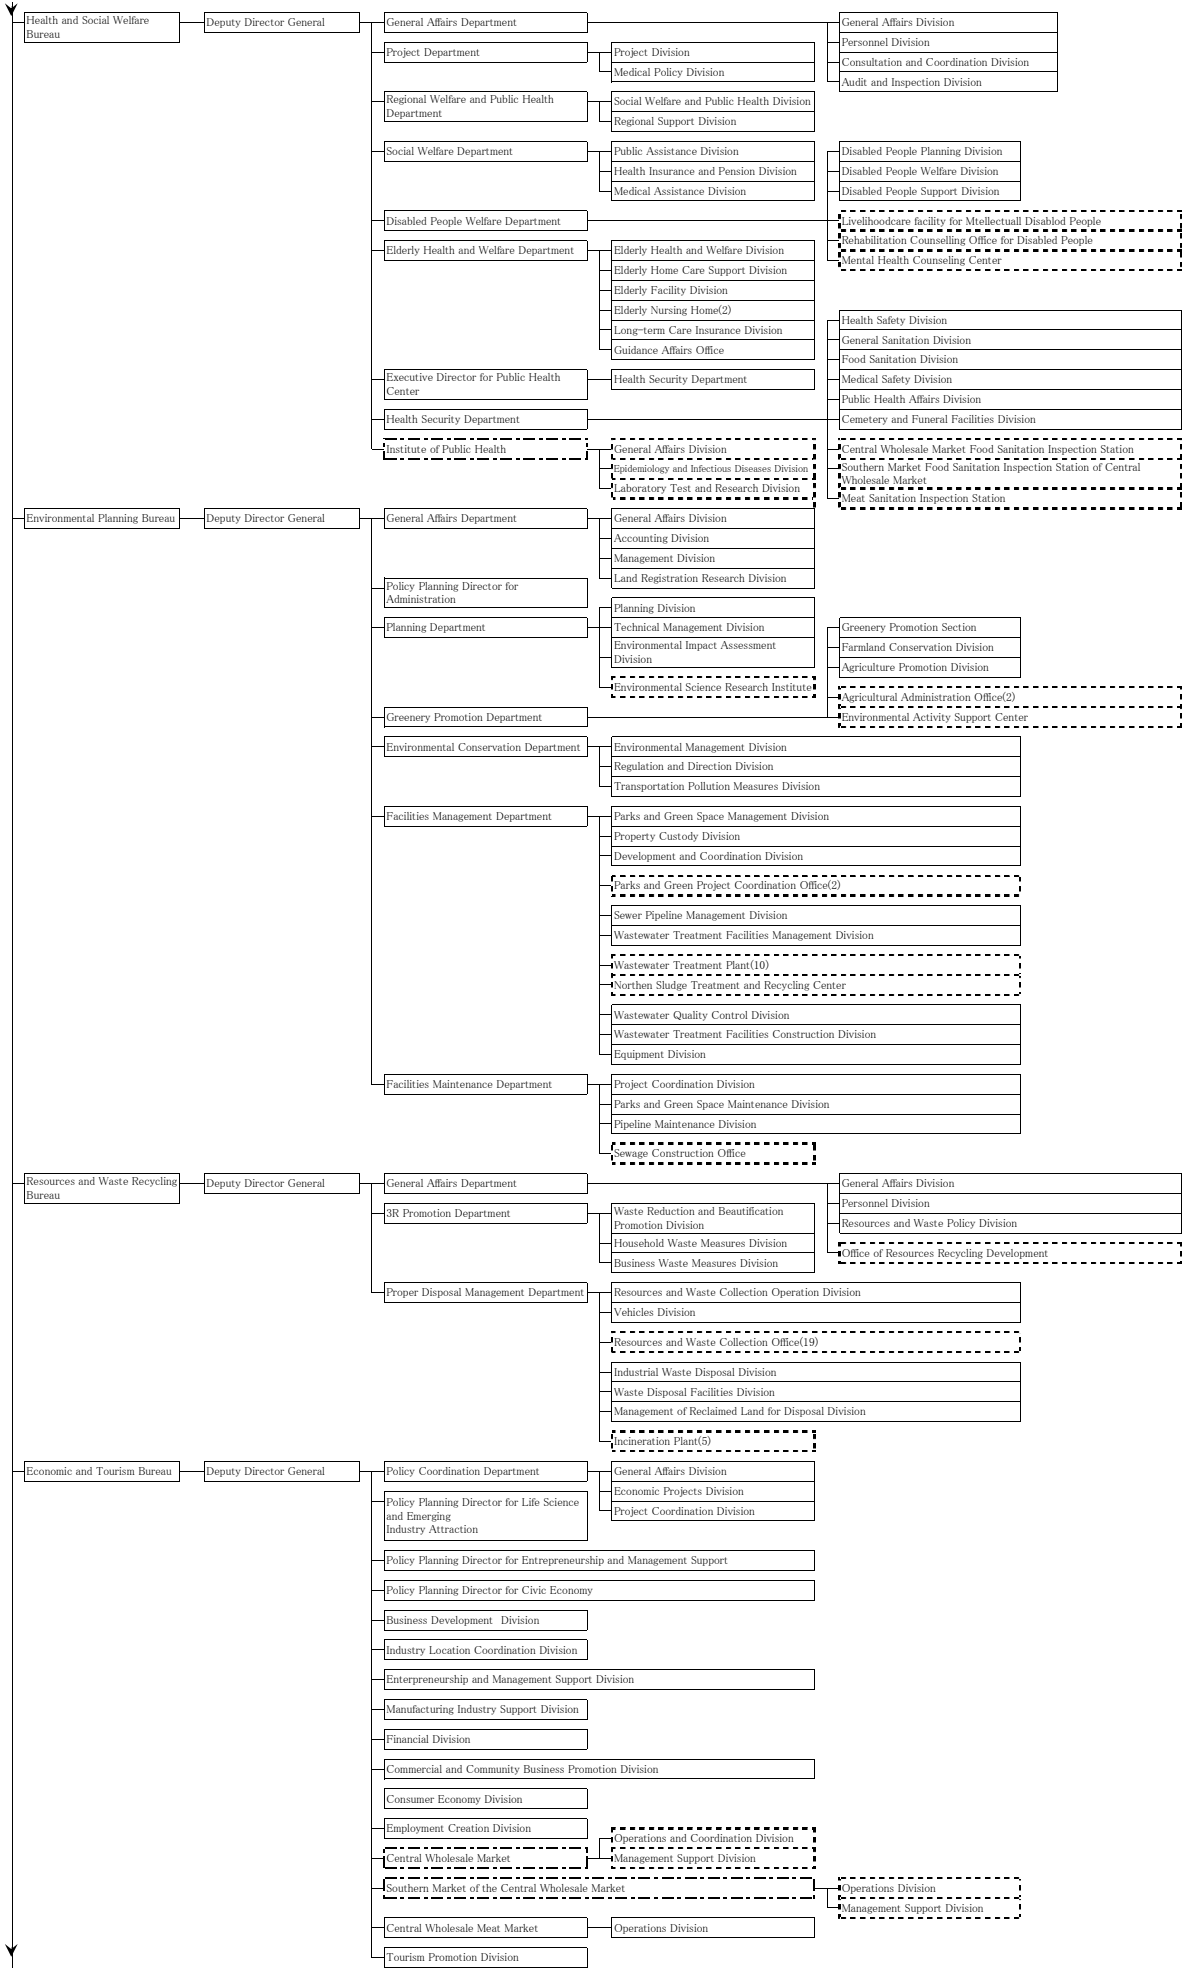 Health and Social Welfare
Bureau
Deputy Director General
General Affairs Department
General Affairs Division
Personnel Division
Consultation and Coordination Division
Audit and Inspection Division
Project Department
Project Division
Medical Policy Division
Regional Welfare and Public Health
Department
Social Welfare and Public Health Division
Regional Support Division
Social Welfare Department
Public Assistance Division
Health Insurance and Pension Division
Medical Assistance Division
Disabled People Welfare Department
Disabled People Planning Division
Disabled People Welfare Division
Disabled People Support Division
Livelihoodcare facility for Mtellectuall Disablod People
Rehabilitation Counselling Office for Disabled People
Mental Health Counseling Center
Elderly Health and Welfare Department
Elderly Health and Welfare Division
Elderly Home Care Support Division
Elderly Facility Division
Elderly Nursing Home(2)
Long-term Care Insurance Division
Guidance Affairs Office
Executive Director for Public Health
Center
Health Security Department
Health Security Department
Health Safety Division
General Sanitation Division
Food Sanitation Division
Medical Safety Division
Public Health Affairs Division
Cemetery and Funeral Facilities Division
Central Wholesale Market Food Sanitation Inspection Station
Southern Market Food Sanitation Inspection Station of Central
Wholesale Market
Meat Sanitation Inspection Station
Institute of Public Health
General Affairs Division
Epidemiology and Infectious Diseases Division
Laboratory Test and Research Division
Environmental Planning Bureau
Deputy Director General
General Affairs Department
General Affairs Division
Accounting Division
Management Division
Land Registration Research Division
Policy Planning Director for
Administration
Planning Department
Planning Division
Technical Management Division
Environmental Impact Assessment
Division
Environmental Science Research Institute
Greenery Promotion Department
Greenery Promotion Section
Farmland Conservation Division
Agriculture Promotion Division
Agricultural Administration Office(2)
Environmental Activity Support Center
Environmental Conservation Department
Environmental Management Division
Regulation and Direction Division
Transportation Pollution Measures Division
Facilities Management Department
Parks and Green Space Management Division
Property Custody Division
Development and Coordination Division
Parks and Green Project Coordination Office(2)
Sewer Pipeline Management Division
Wastewater Treatment Facilities Management Division
Wastewater Treatment Plant(10)
Northen Sludge Treatment and Recycling Center
Wastewater Quality Control Division
Wastewater Treatment Facilities Construction Division
Equipment Division
Facilities Maintenance Department
Project Coordination Division
Parks and Green Space Maintenance Division
Pipeline Maintenance Division
Sewage Construction Office
Resources and Waste Recycling
Bureau
Deputy Director General
General Affairs Department
General Affairs Division
Personnel Division
Resources and Waste Policy Division
Office of Resources Recycling Development
3R Promotion Department
Waste Reduction and Beautification
Promotion Division
Household Waste Measures Division
Business Waste Measures Division
Proper Disposal Management Department
Resources and Waste Collection Operation Division
Vehicles Division
Resources and Waste Collection Office(19)
Industrial Waste Disposal Division
Waste Disposal Facilities Division
Management of Reclaimed Land for Disposal Division
Incineration Plant(5)
Economic and Tourism Bureau
Deputy Director General
Policy Coordination Department
General Affairs Division
Economic Projects Division
Project Coordination Division
Policy Planning Director for Life Science
and Emerging
Industry Attraction
Policy Planning Director for Entrepreneurship and Management Support
Policy Planning Director for Civic Economy
Business Development Division
Industry Location Coordination Division
Enterpreneurship and Management Support Division
Manufacturing Industry Support Division
Financial Division
Commercial and Community Business Promotion Division
Consumer Economy Division
Employment Creation Division
Central Wholesale Market
Operations and Coordination Division
Management Support Division
Southern Market of the Central Wholesale Market
Operations Division
Management Support Division
Central Wholesale Meat Market
Operations Division
Tourism Promotion Division